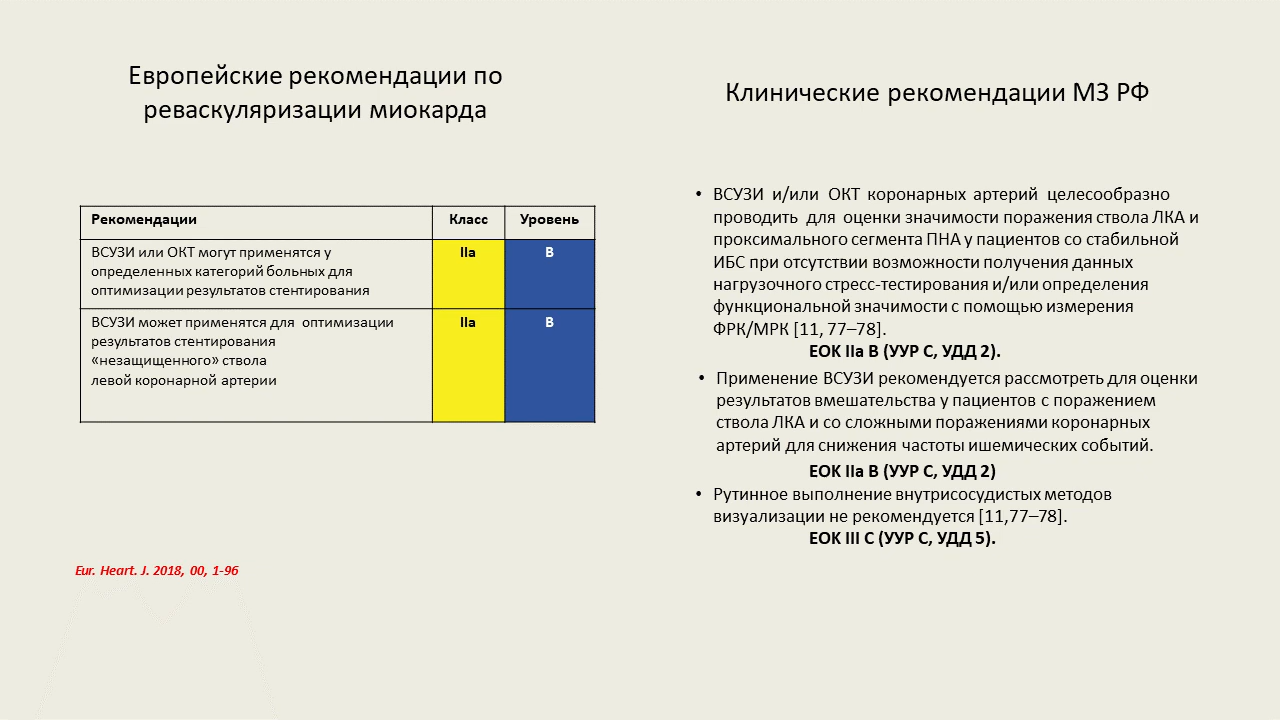 Европейские рекомендации по
реваскуляризации миокарда
Рекомендации Класс Уровень
ВСУЗИ или ОКТ могут применятся у
определенных категорий больных для
оптимизации результатов стентирования
IIa B
ВСУЗИ может применятся для оптимизации
результатов стентирования
«незащищенного» ствола
левой коронарной артерии
IIa B
Eur. Heart. J. 2018, 00, 1-96
Клинические рекомендации МЗ РФ
• ВСУЗИ и/или ОКТ коронарных артерий целесообразно
проводить для оценки значимости поражения ствола ЛКА и
проксимального сегмента ПНА у пациентов со стабильной
ИБС при отсутствии возможности получения данных
нагрузочного стресс-тестирования и/или определения
функциональной значимости с помощью измерения
ФРК/МРК [11, 77–78].
ЕОК IIa B (УУР С, УДД 2).
• Применение ВСУЗИ рекомендуется рассмотреть для оценки
результатов вмешательства у пациентов с поражением
ствола ЛКА и со сложными поражениями коронарных
артерий для снижения частоты ишемических событий.
ЕОК IIa B (УУР С, УДД 2)
• Рутинное выполнение внутрисосудистых методов
визуализации не рекомендуется [11,77–78].
ЕОК III C (УУР С, УДД 5).